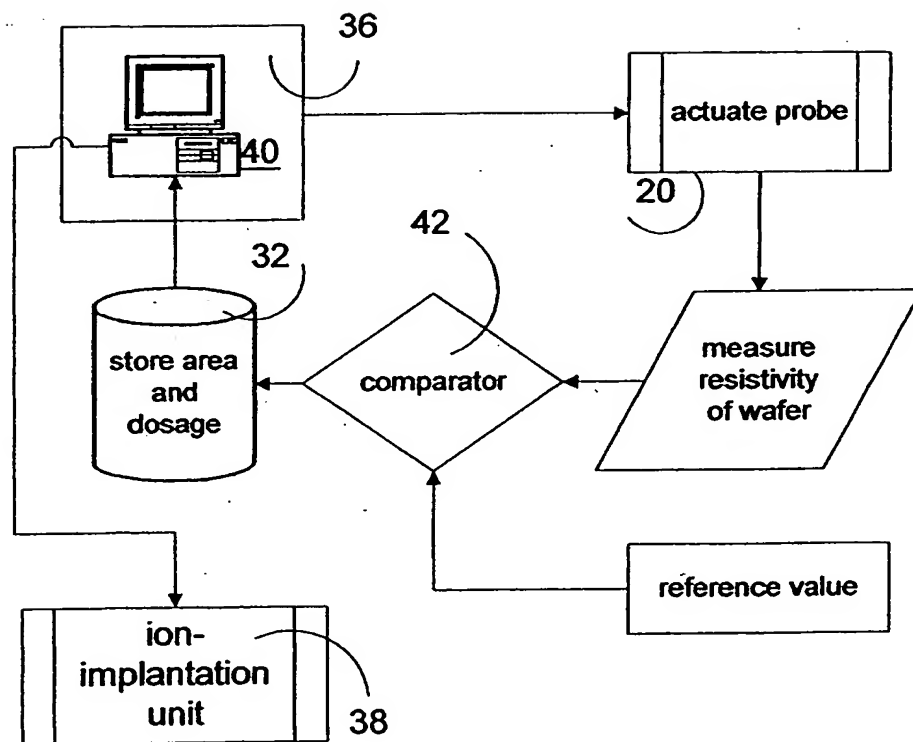 36
actuate probe
40
20
42
32
store area
and
dosage
comparator
measure
resistivity
of wafer
reference value
ion-
implantation
unit
38